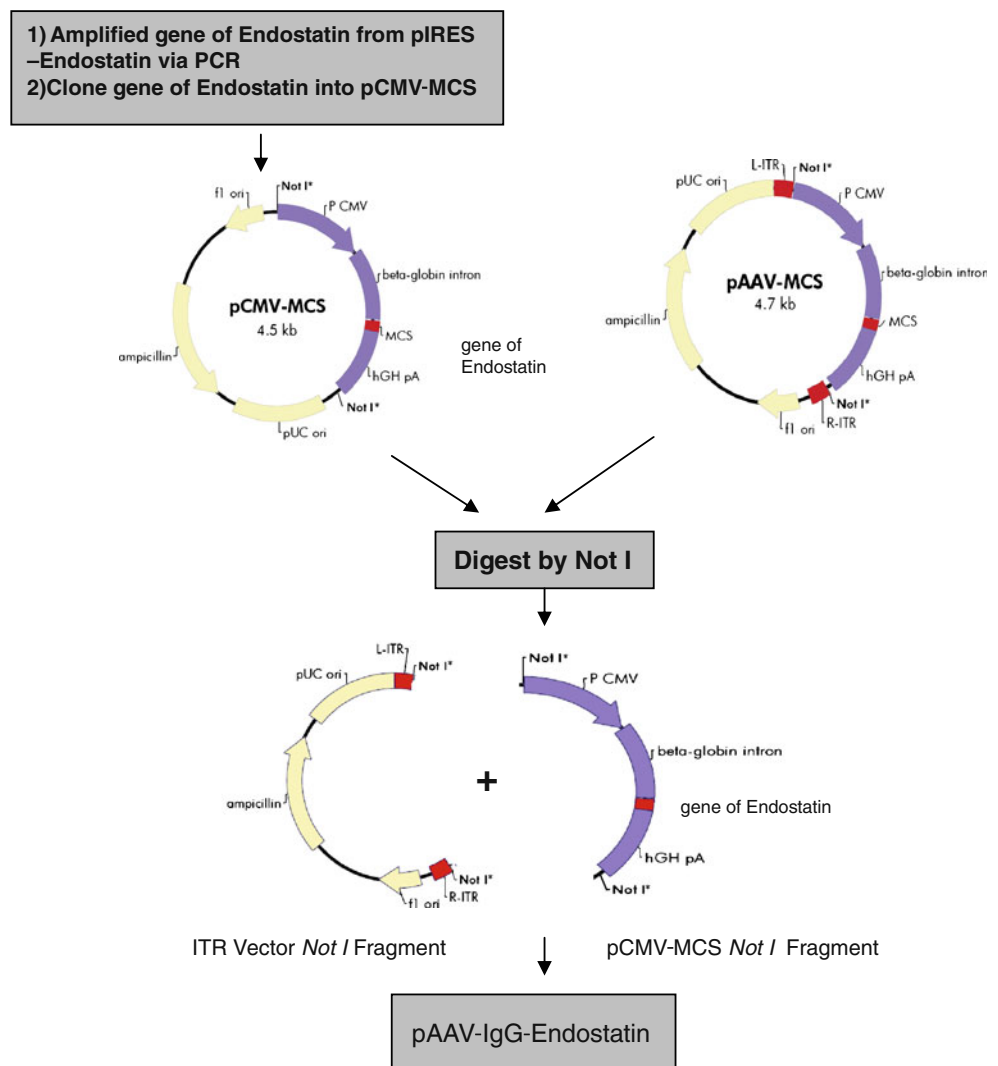 1) Amplified gene of Endostatin from pIRES
–Endostatin via PCR
2)Clone gene of Endostatin into pCMV-MCS
f1 ori
Not I*
P CMV
beta-globin intron
pCMV-MCS
4.5 kb
MCS
ampicillin
hGH pA
Not I*
pUC ori
gene of
Endostatin
L-ITR
Not I*
pUC ori
P CMV
beta-globin intron
pAAV-MCS
4.7 kb
MCS
ampicillin
hGH pA
Not I*
R-ITR
f1 ori
Digest by Not I
L-ITR
Not I*
pUC ori
ampicillin
Not I*
R-ITR
f1 ori
+
Not I*
P CMV
beta-globin intron
gene of Endostatin
hGH pA
Not I*
ITR Vector Not I Fragment
pCMV-MCS Not I Fragment
pAAV-IgG-Endostatin